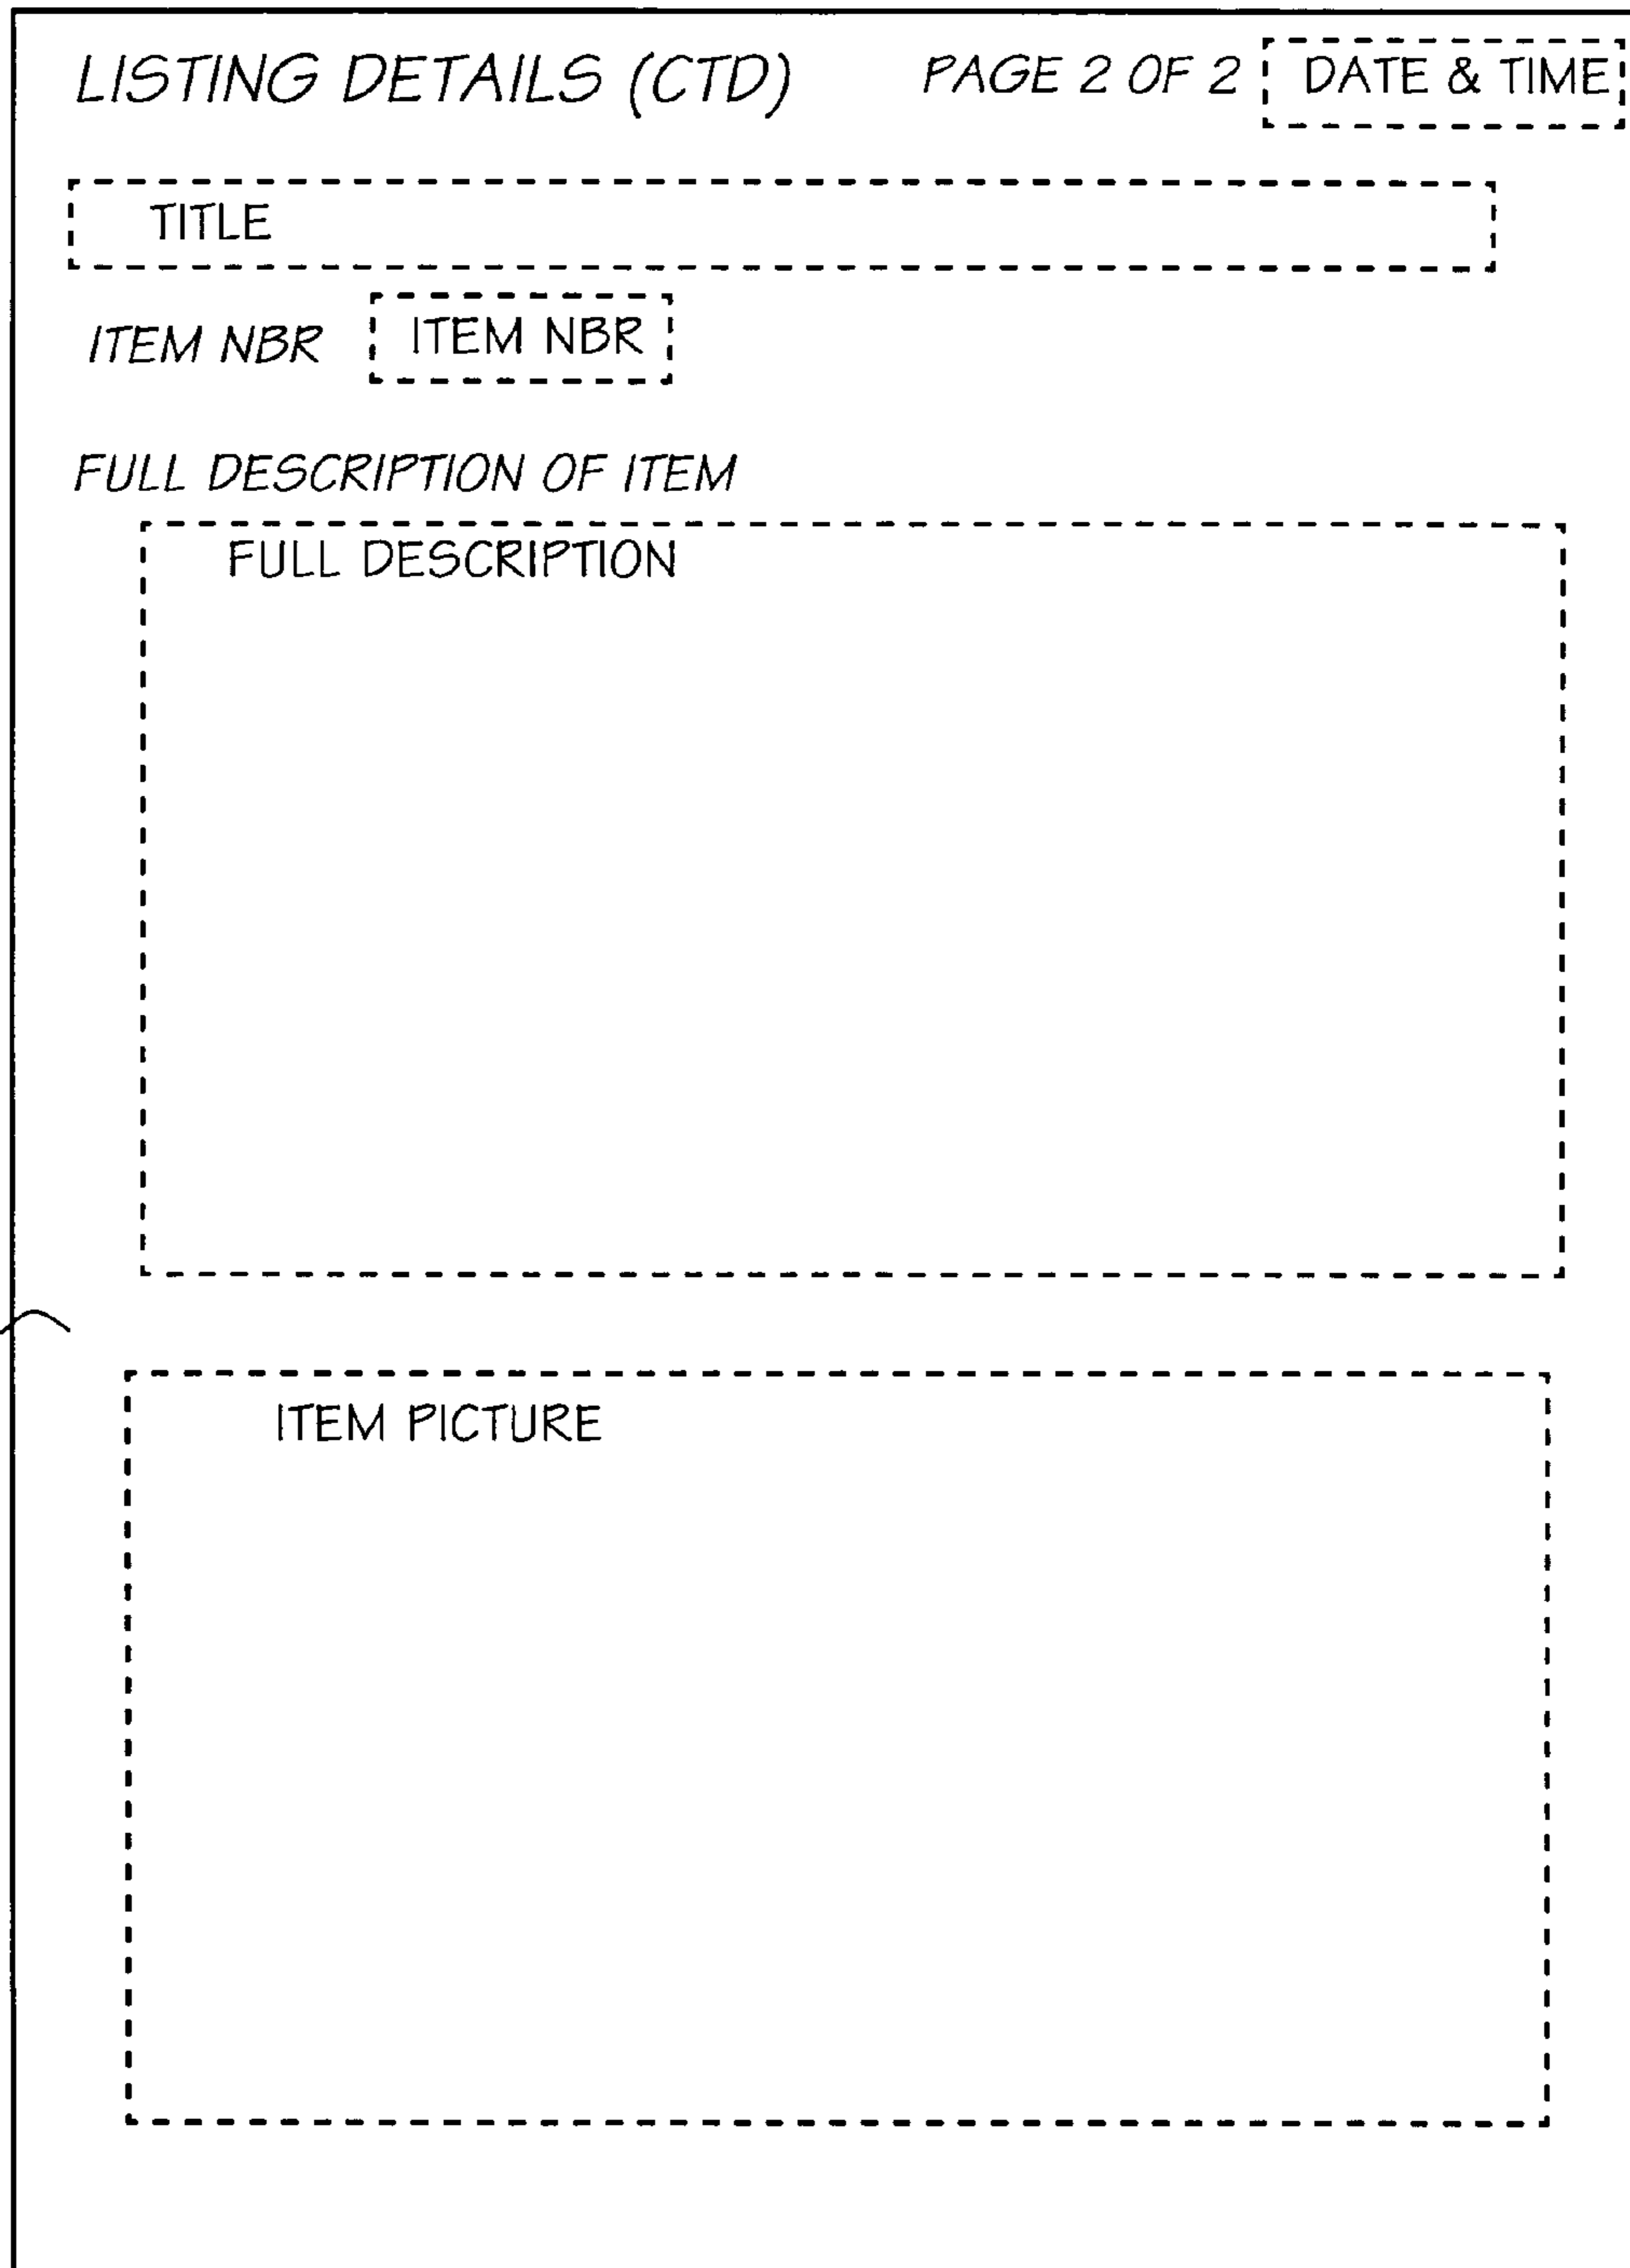 LISTING DETAILS (CTD) PAGE 2 OF 2 DATE & TIME
TITLE
ITEM NBR ITEM NBR
FULL DESCRIPTION OF ITEM
FULL DESCRIPTION
ITEM PICTURE